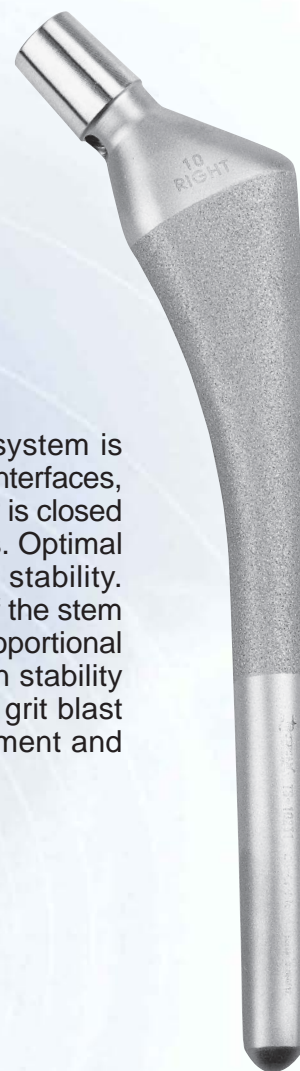 10
RIGHT
system is
nterfaces,
is closed
. Optimal
stability.
the stem
oportional
n stability
grit blast
ment and